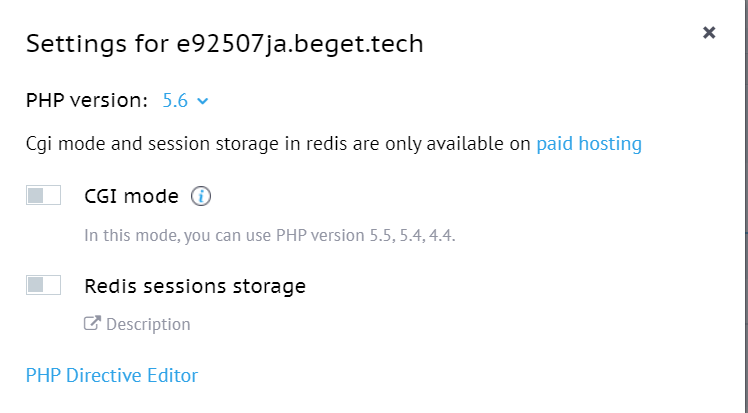 Settings for e92507ja.beget.tech
PHP version: 5.6
Cgi mode and session storage in redis are only available on paid hosting
CGI mode
In this mode, you can use PHP version 5.5, 5.4, 4.4.
Redis sessions storage
Description
PHP Directive Editor